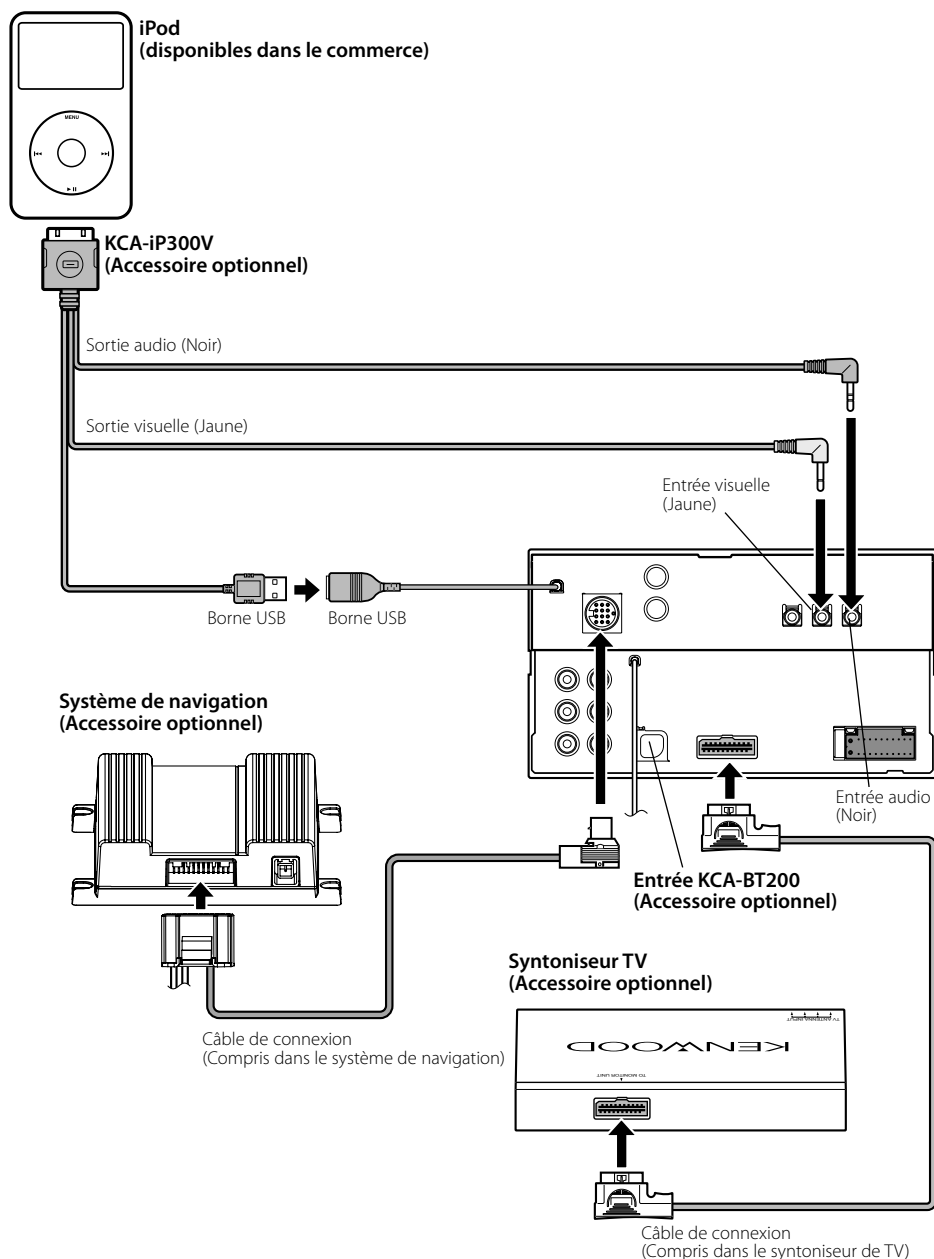 iPod
(disponibles dans le commerce)
MENU
KCA-iP300V
(Accessoire optionnel)
Sortie audio (Noir)
Sortie visuelle (Jaune)
Entrée visuelle
(Jaune)
Borne USB
Borne USB
Système de navigation
(Accessoire optionnel)
Entrée audio
(Noir)
Entrée KCA-BT200
(Accessoire optionnel)
Syntoniseur TV
(Accessoire optionnel)
TV ANTENNA INPUT
KENWOOD
TO MONITOR UNIT
Câble de connexion
(Compris dans le système de navigation)
Câble de connexion
(Compris dans le syntoniseur de TV)